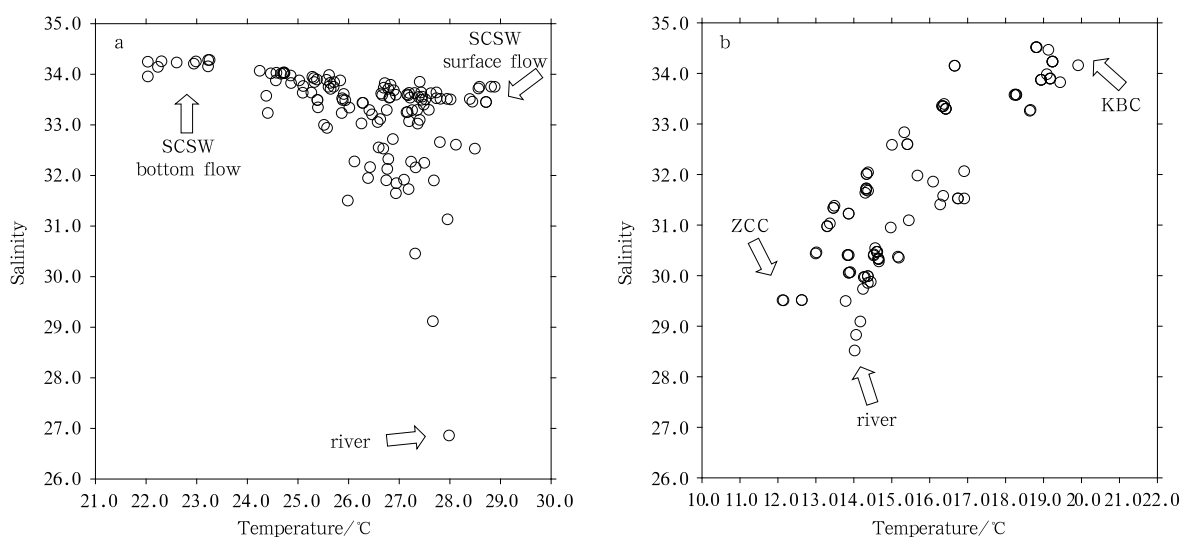 a
SCSW
surface flow
SCSW
bottom flow
river
35.0
34.0
33.0
32.0
31.0
30.0
29.0
28.0
27.0
26.0
Salinity
21.0 22.0 23.0 24.0 25.0 26.0 27.0 28.0 29.0 30.0
Temperature/℃
b
KBC
ZCC
river
35.0
34.0
33.0
32.0
31.0
30.0
29.0
28.0
27.0
26.0
Salinity
10.0 11.0 12.0 13.0 14.0 15.0 16.0 17.0 18.0 19.0 20.0 21.0 22.0
Temperature/℃